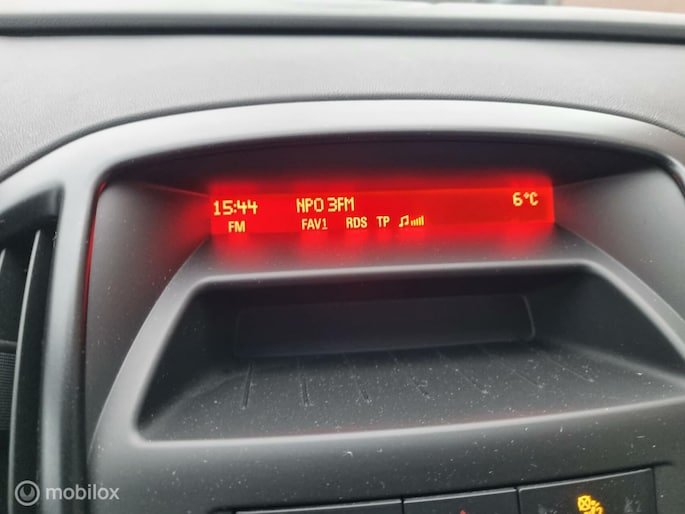 15:44 NPO 3FM 6°C
FM FAV1 RDS TP
mobilox